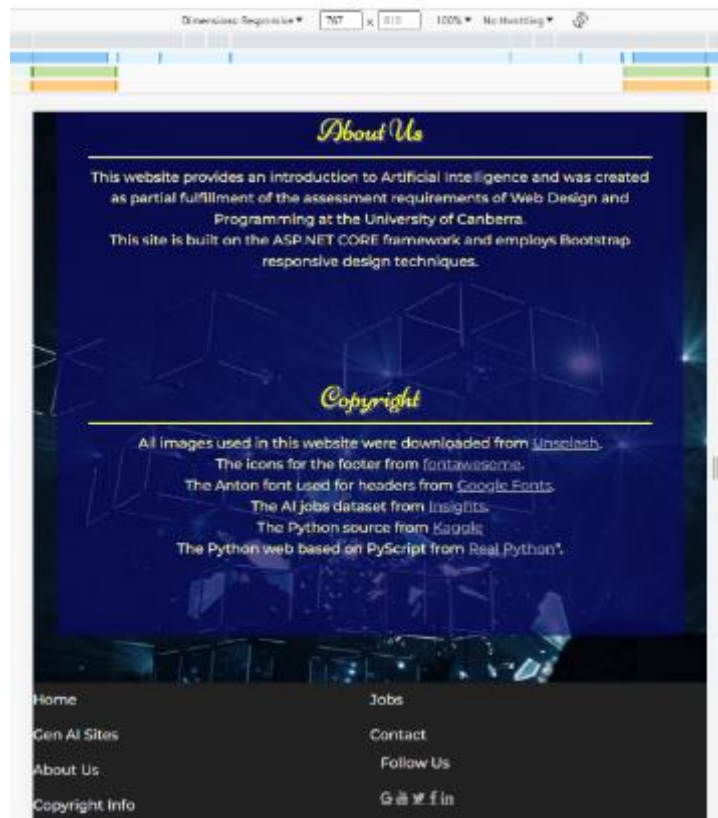 Dimensions: Responsive
767 x 810 100% No throttling
About Us
This website provides an introduction to Artificial Intelligence and was created
as partial fulfillment of the assessment requirements of Web Design and
Programming at the University of Canberra.
This site is built on the ASP.NET CORE framework and employs Bootstrap
responsive design techniques.
Copyright
All images used in this website were downloaded from Unsplash.
The icons for the footer from fontawesome.
The Anton font used for headers from Google Fonts.
The AI jobs dataset from Insights.
The Python source from Kaggle
The Python web based on PyScript from Real Python".
Home Jobs
Gen AI Sites Contact
About Us Follow Us
Copyright Info